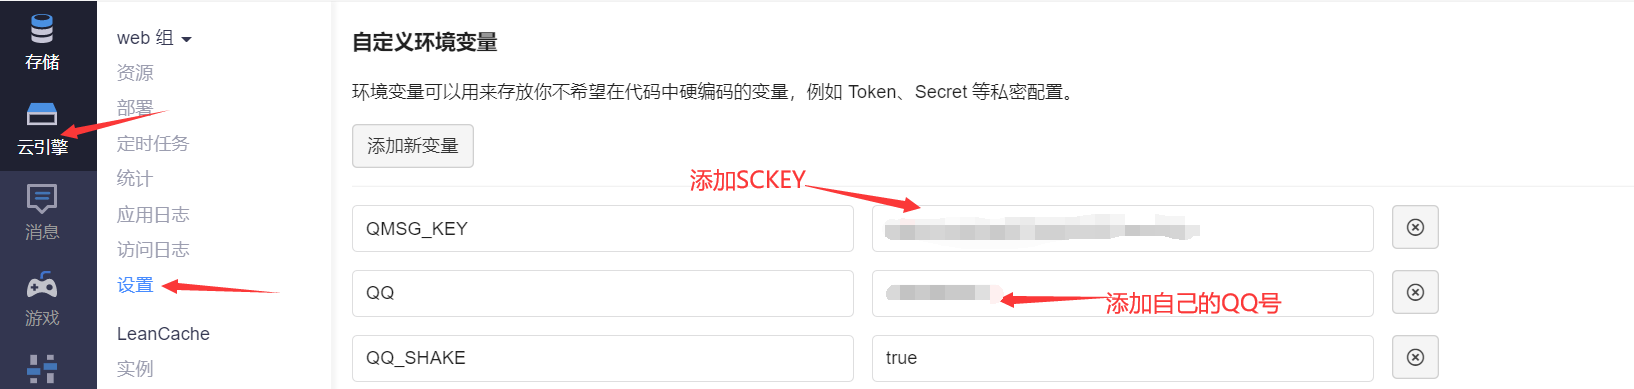 存储
云引擎
消息
游戏
web 组
资源
部署
定时任务
统计
应用日志
访问日志
设置
LeanCache
实例
自定义环境变量
环境变量可以用来存放你不希望在代码中硬编码的变量，例如 Token、Secret 等私密配置。
添加新变量
添加SCKEY
QMSG_KEY
QQ
添加自己的QQ号
QQ_SHAKE
true